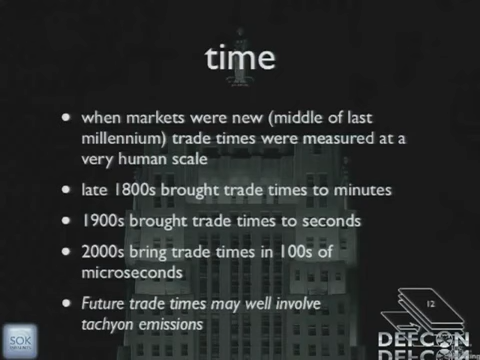 time
when markets were new (middle of last
millennium) trade times were measured at a
very human scale
late 1800s brought trade times to minutes
1900s brought trade times to seconds
2000s bring trade times in 100s of
microseconds
Future trade times may well involve
tachyon emissions
12
SOK
DEFCON